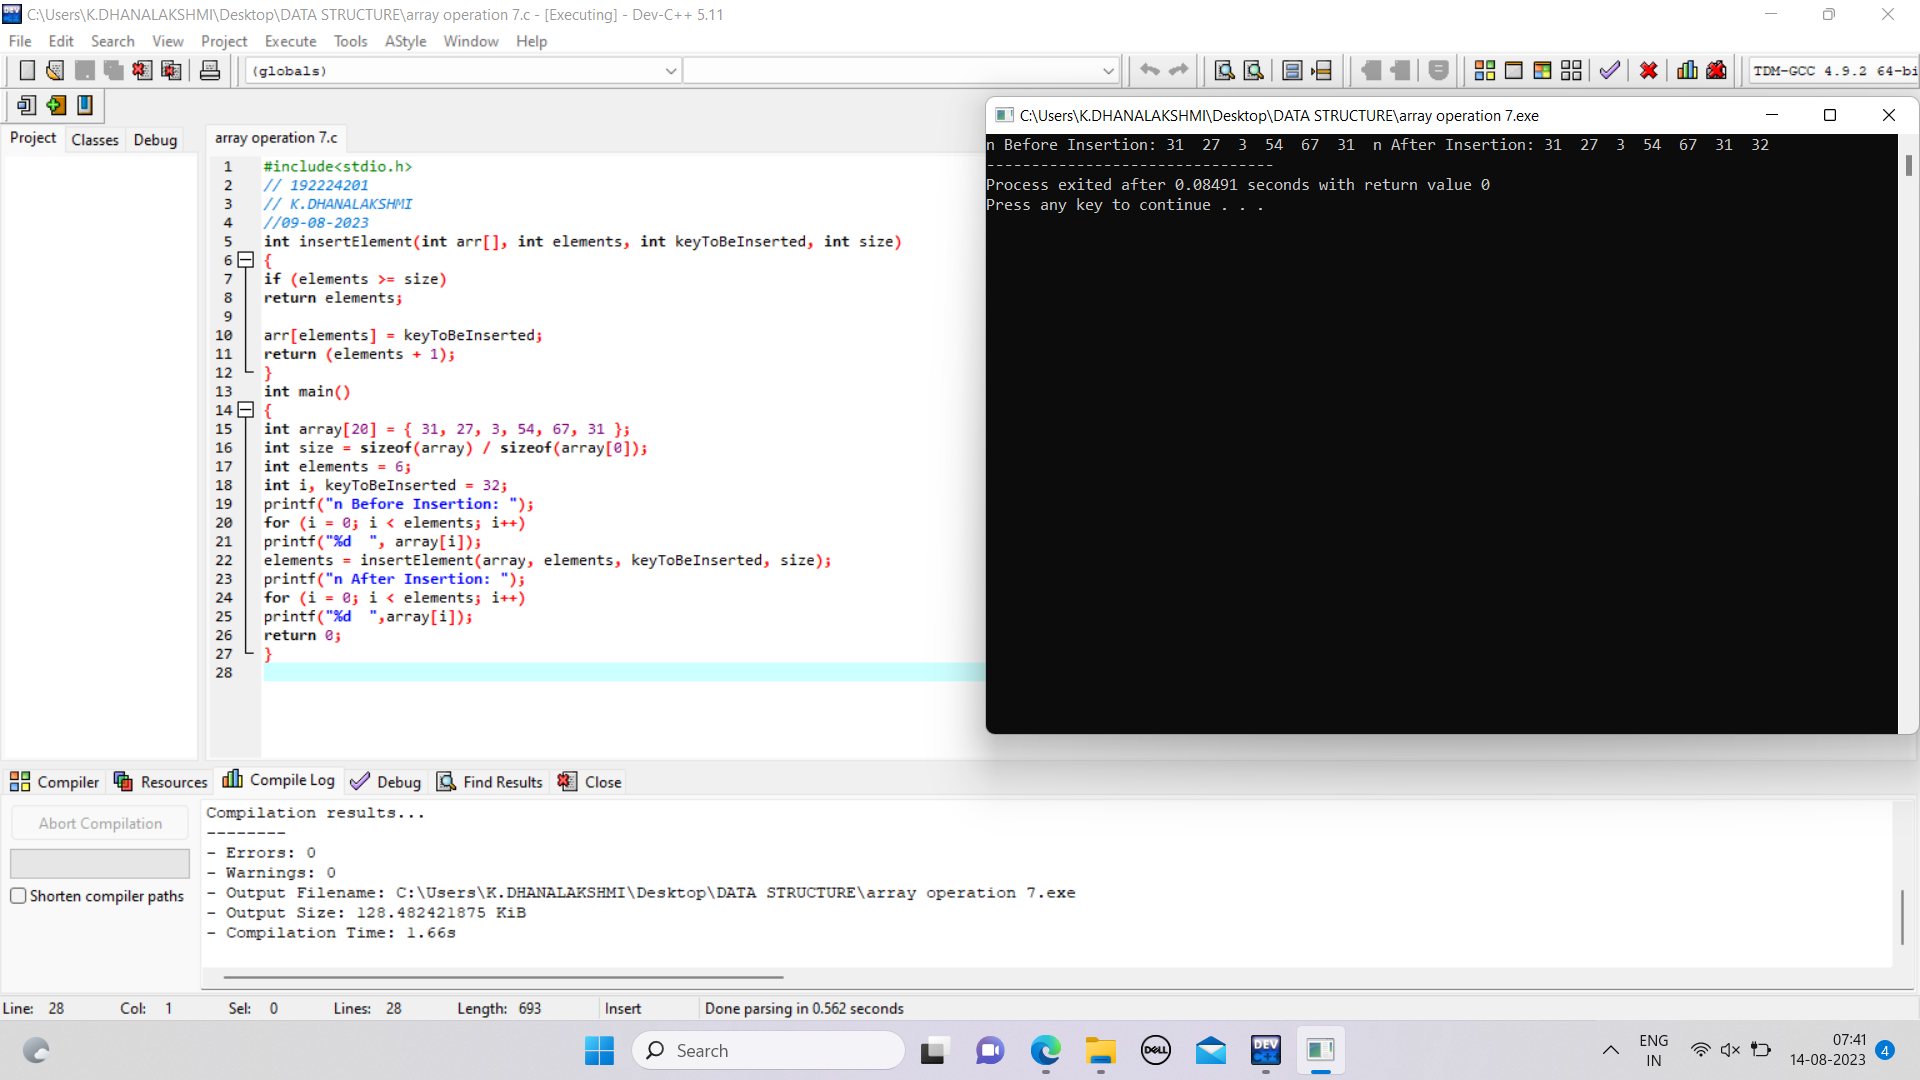 C:\Users\K.DHANALAKSHMI\Desktop\DATA STRUCTURE\array operation 7.c - [Executing] - Dev-C++ 5.11
File Edit Search View Project Execute Tools AStyle Window Help
(globals)
TDM-GCC 4.9.2 64-bi
Project Classes Debug
array operation 7.c
1 #include<stdio.h>
2 // 192224201
3 // K.DHANALAKSHMI
4 //09-08-2023
5 int insertElement(int arr[], int elements, int keyToBeInserted, int size)
6 {
7 if (elements >= size)
8 return elements;
9
10 arr[elements] = keyToBeInserted;
11 return (elements + 1);
12 }
13 int main()
14 {
15 int array[20] = { 31, 27, 3, 54, 67, 31 };
16 int size = sizeof(array) / sizeof(array[0]);
17 int elements = 6;
18 int i, keyToBeInserted = 32;
19 printf("n Before Insertion: ");
20 for (i = 0; i < elements; i++)
21 printf("%d  ", array[i]);
22 elements = insertElement(array, elements, keyToBeInserted, size);
23 printf("n After Insertion: ");
24 for (i = 0; i < elements; i++)
25 printf("%d  ",array[i]);
26 return 0;
27 }
28
C:\Users\K.DHANALAKSHMI\Desktop\DATA STRUCTURE\array operation 7.exe
n Before Insertion: 31  27  3  54  67  31  n After Insertion: 31  27  3  54  67  31  32
--------------------------------
Process exited after 0.08491 seconds with return value 0
Press any key to continue . . .
Compiler Resources Compile Log Debug Find Results Close
Abort Compilation
Shorten compiler paths
Compilation results...
--------
- Errors: 0
- Warnings: 0
- Output Filename: C:\Users\K.DHANALAKSHMI\Desktop\DATA STRUCTURE\array operation 7.exe
- Output Size: 128.482421875 KiB
- Compilation Time: 1.66s
Line: 28 Col: 1 Sel: 0 Lines: 28 Length: 693 Insert Done parsing in 0.562 seconds
Search
DELL
DEV C++
ENG
IN
07:41
14-08-2023
4